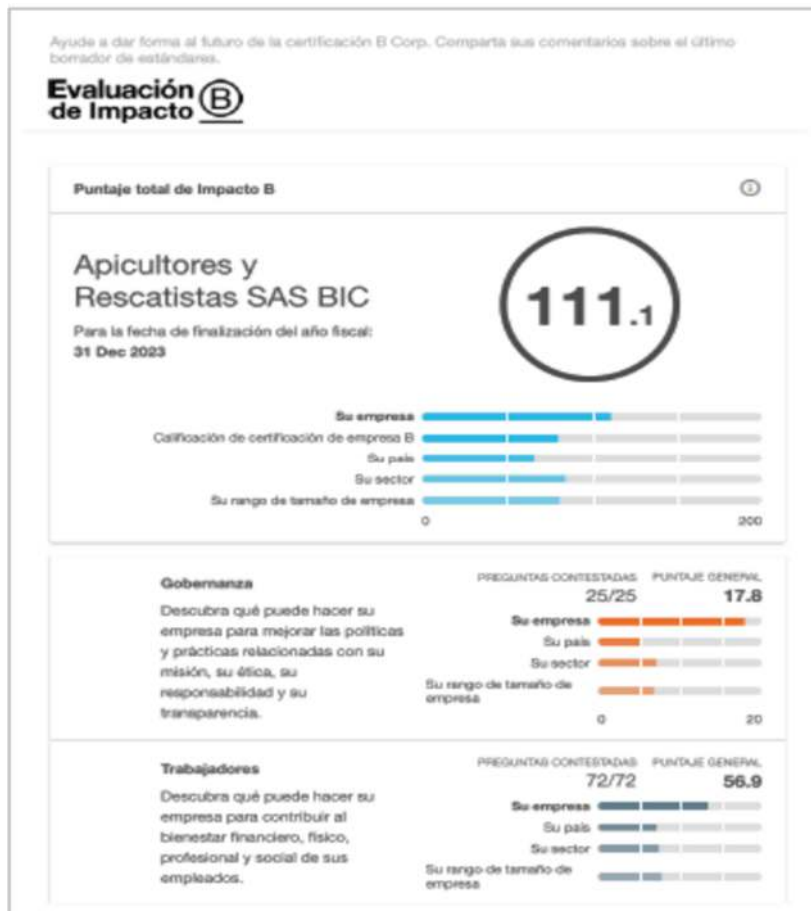 Ayude a dar forma al futuro de la certificación B Corp. Comparta sus comentarios sobre el último
borrador de estándares.
Evaluación
de Impacto B
Puntaje total de Impacto B
Apicultores y
Rescatistas SAS BIC
Para la fecha de finalización del año fiscal:
31 Dec 2023
111.1
Su empresa
Calificación de certificación de empresa B
Su país
Su sector
Su rango de tamaño de empresa
0 200
Gobernanza
Descubra qué puede hacer su
empresa para mejorar las políticas
y prácticas relacionadas con su
misión, su ética, su
responsabilidad y su
transparencia.
PREGUNTAS CONTESTADAS PUNTAJE GENERAL
25/25 17.8
Su empresa
Su país
Su sector
Su rango de tamaño de
empresa
0 20
Trabajadores
Descubra qué puede hacer su
empresa para contribuir al
bienestar financiero, físico,
profesional y social de sus
empleados.
PREGUNTAS CONTESTADAS PUNTAJE GENERAL
72/72 56.9
Su empresa
Su país
Su sector
Su rango de tamaño de
empresa